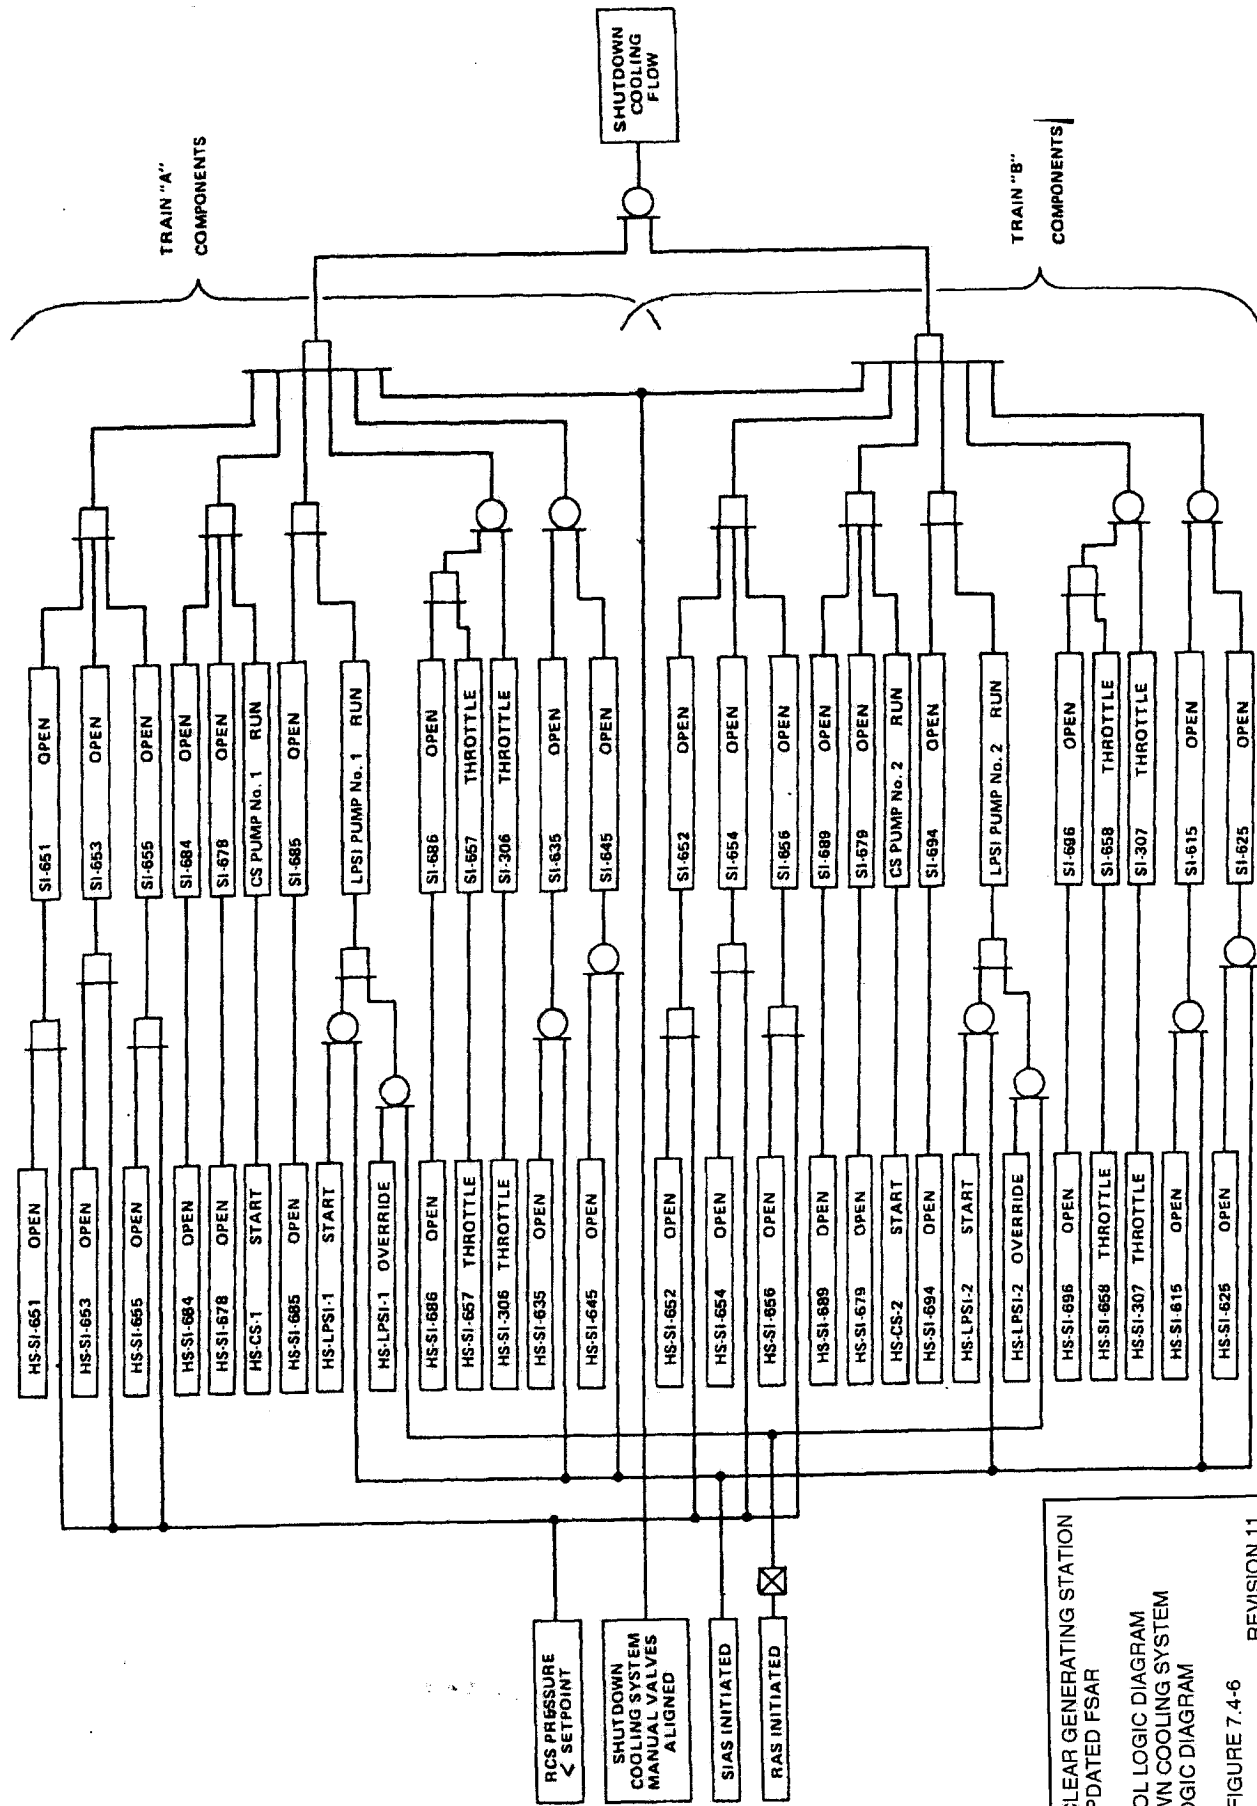 SHUTDOWN
COOLING
FLOW
TRAIN "A"
COMPONENTS
TRAIN "B"
COMPONENTS
SI-651 OPEN
SI-653 OPEN
SI-655 OPEN
SI-684 OPEN
SI-678 OPEN
CS PUMP No. 1 RUN
SI-685 OPEN
LPSI PUMP No. 1 RUN
SI-686 OPEN
SI-657 THROTTLE
SI-306 THROTTLE
SI-635 OPEN
SI-645 OPEN
SI-652 OPEN
SI-654 OPEN
SI-656 OPEN
SI-689 OPEN
SI-679 OPEN
CS PUMP No. 2 RUN
SI-694 OPEN
LPSI PUMP No. 2 RUN
SI-696 OPEN
SI-658 THROTTLE
SI-307 THROTTLE
SI-615 OPEN
SI-625 OPEN
HS-SI-651 OPEN
HS-SI-653 OPEN
HS-SI-655 OPEN
HS-SI-684 OPEN
HS-SI-678 OPEN
HS-CS-1 START
HS-SI-685 OPEN
HS-LPSI-1 START
HS-LPSI-1 OVERRIDE
HS-SI-686 OPEN
HS-SI-657 THROTTLE
HS-SI-306 THROTTLE
HS-SI-635 OPEN
HS-SI-645 OPEN
HS-SI-652 OPEN
HS-SI-654 OPEN
HS-SI-656 OPEN
HS-SI-689 OPEN
HS-SI-679 OPEN
HS-CS-2 START
HS-SI-694 OPEN
HS-LPSI-2 START
HS-LPSI-2 OVERRIDE
HS-SI-696 OPEN
HS-SI-658 THROTTLE
HS-SI-307 THROTTLE
HS-SI-615 OPEN
HS-SI-625 OPEN
RCS PRESSURE
< SETPOINT
SHUTDOWN
COOLING SYSTEM
MANUAL VALVES
ALIGNED
SIAS INITIATED
RAS INITIATED
GENERATING STATION
FSAR
LOGIC DIAGRAM
COOLING SYSTEM
DIAGRAM
FIGURE 7.4-6
REVISION 11